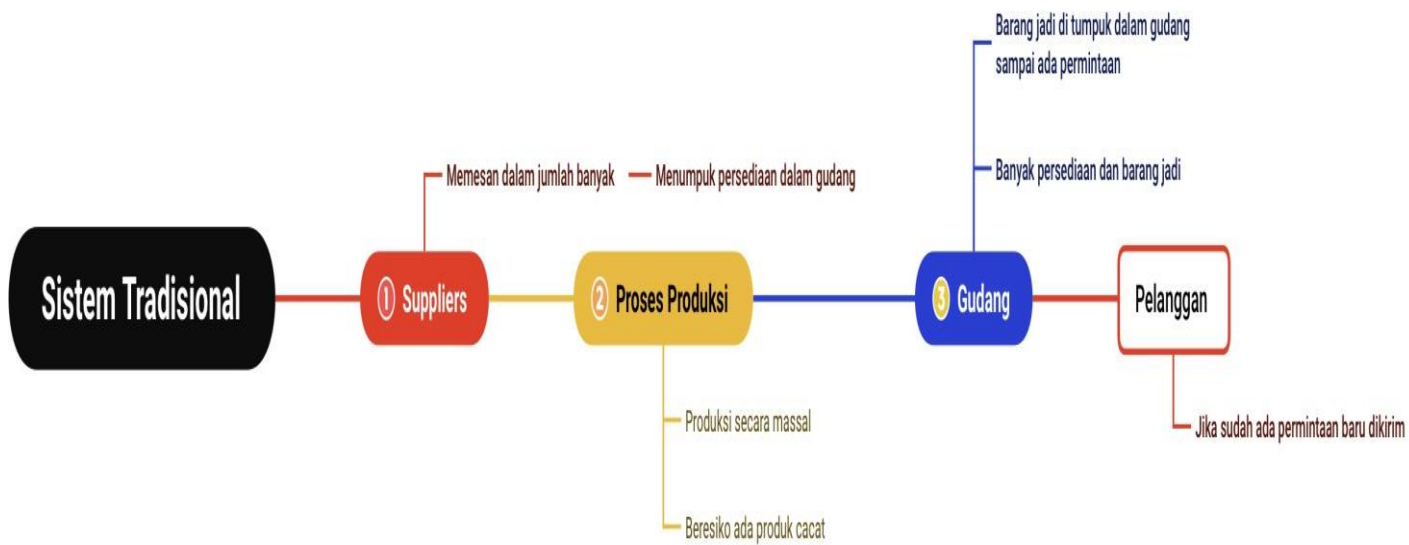 Sistem Tradisional
① Suppliers
Memesan dalam jumlah banyak
Menumpuk persediaan dalam gudang
② Proses Produksi
Produksi secara massal
Beresiko ada produk cacat
③ Gudang
Barang jadi di tumpuk dalam gudang
sampai ada permintaan
Banyak persediaan dan barang jadi
Pelanggan
Jika sudah ada permintaan baru dikirim